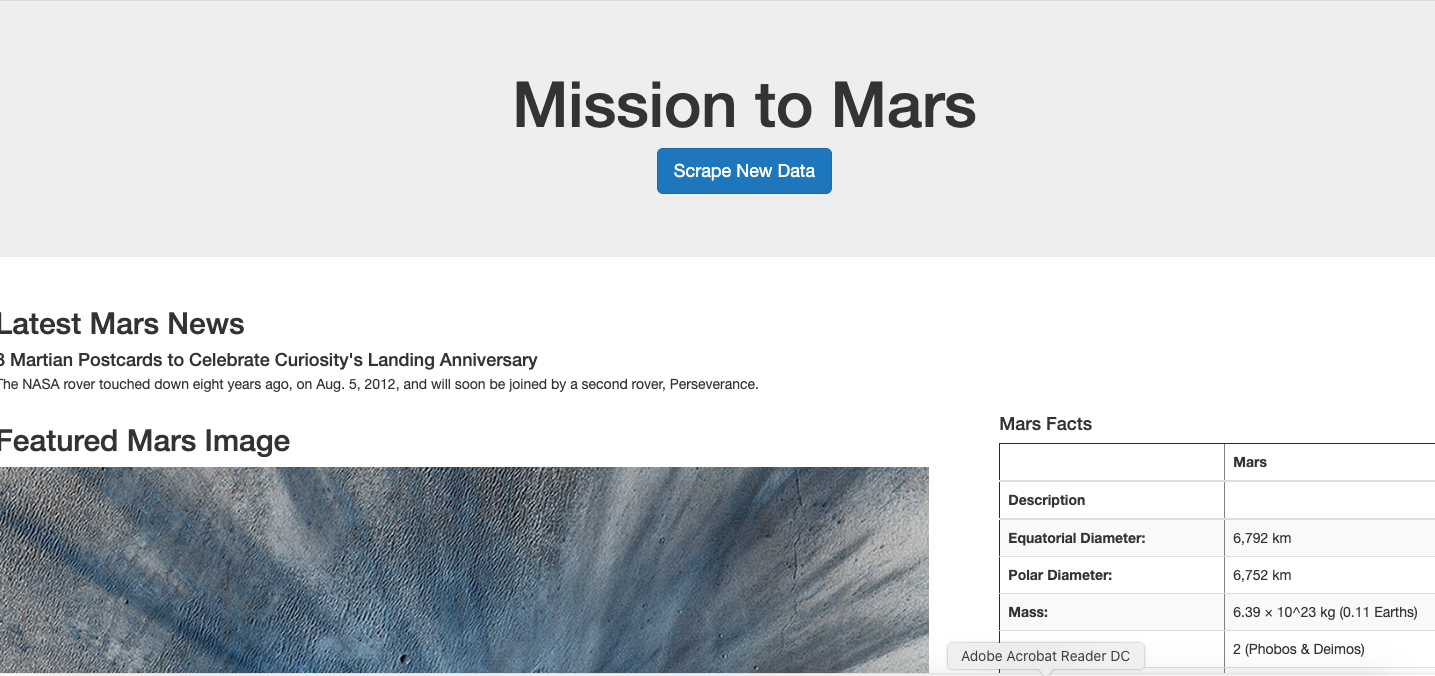 Mission to Mars
Scrape New Data
Latest Mars News
8 Martian Postcards to Celebrate Curiosity's Landing Anniversary
The NASA rover touched down eight years ago, on Aug. 5, 2012, and will soon be joined by a second rover, Perseverance.
Featured Mars Image
Mars Facts
Mars
Description
Equatorial Diameter: 6,792 km
Polar Diameter: 6,752 km
Mass: 6.39 × 10^23 kg (0.11 Earths)
2 (Phobos & Deimos)
Adobe Acrobat Reader DC